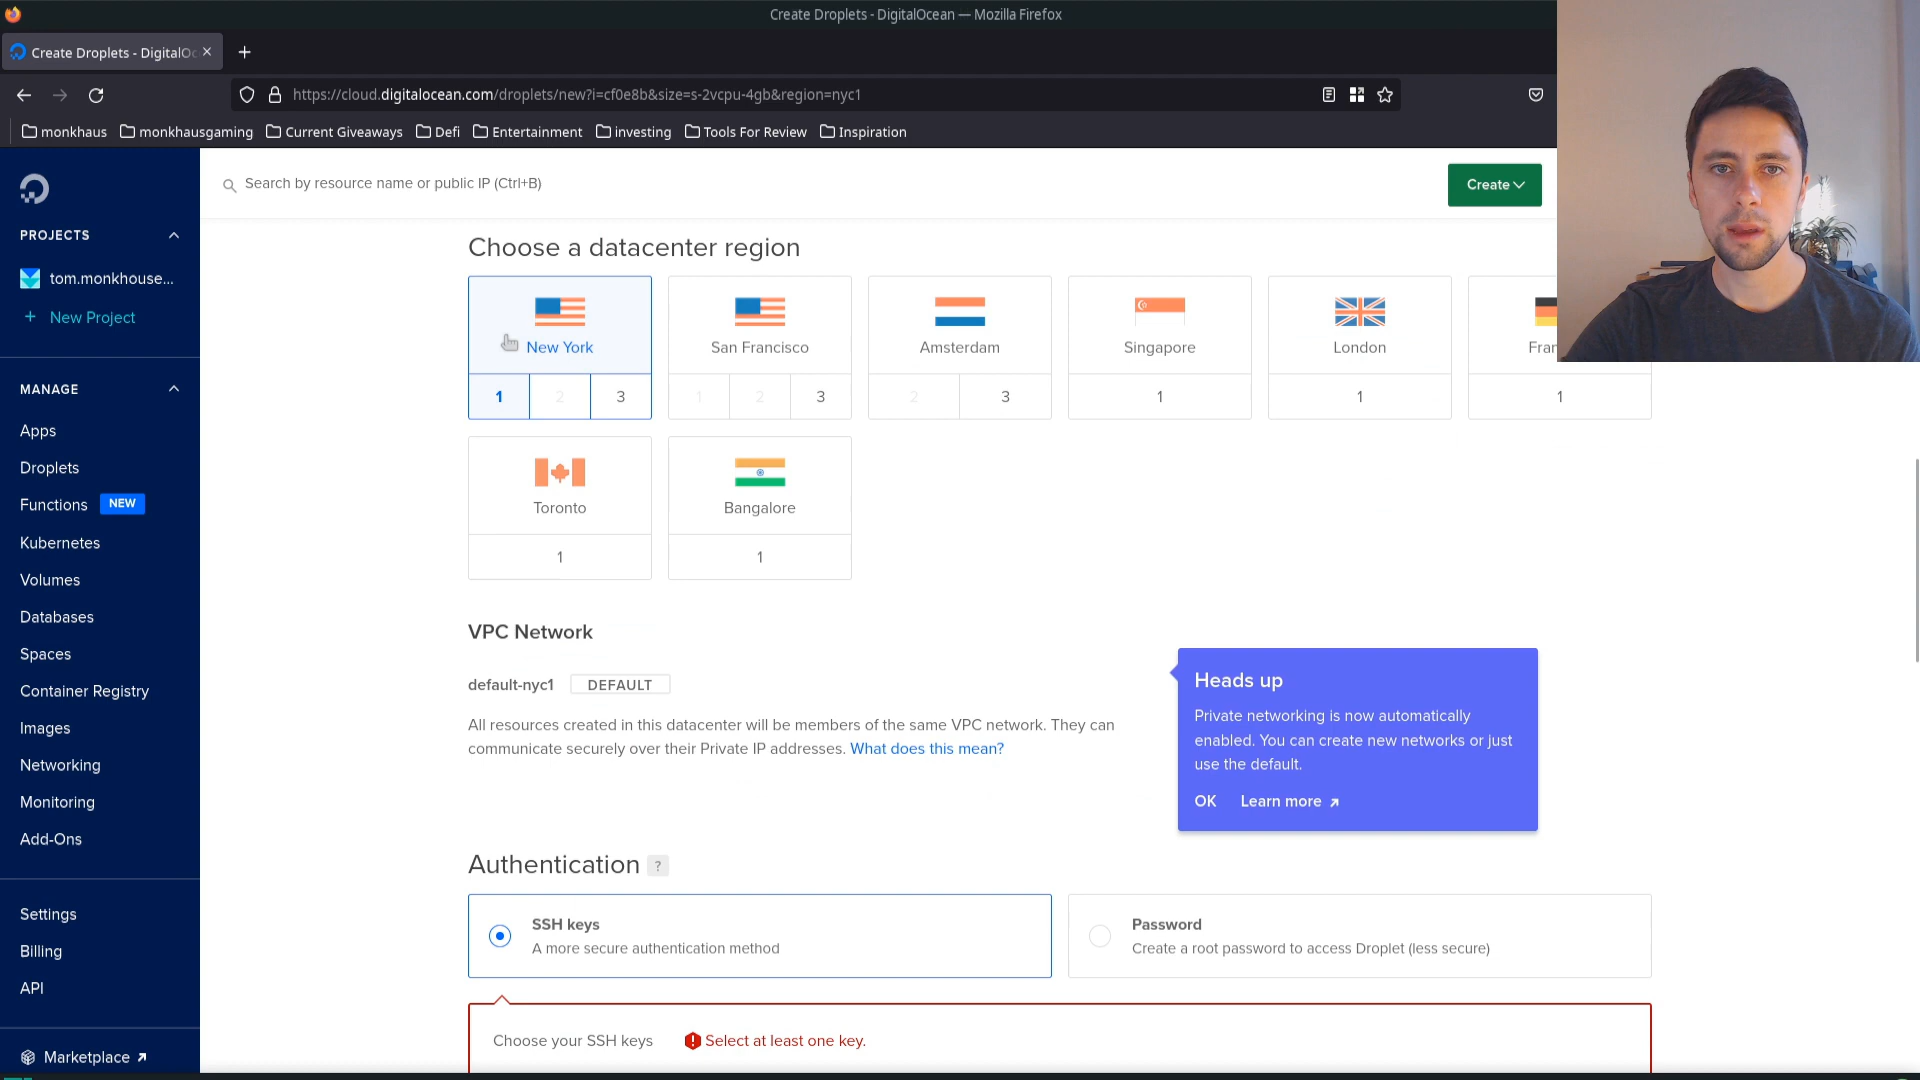 Create Droplets - DigitalOcean — Mozilla Firefox
Create Droplets - DigitalOc
https://cloud.digitalocean.com/droplets/new?i=cf0e8b&size=s-2vcpu-4gb&region=nyc1
monkhaus monkhausgaming Current Giveaways Defi Entertainment investing Tools For Review Inspiration
Search by resource name or public IP (Ctrl+B)
Create
PROJECTS
tom.monkhouse...
+ New Project
MANAGE
Apps
Droplets
Functions NEW
Kubernetes
Volumes
Databases
Spaces
Container Registry
Images
Networking
Monitoring
Add-Ons
Settings
Billing
API
Marketplace
Choose a datacenter region
New York San Francisco Amsterdam Singapore London Fran
1 2 3 1 2 3 2 3 1 1 1
Toronto Bangalore
1 1
VPC Network
default-nyc1 DEFAULT
All resources created in this datacenter will be members of the same VPC network. They can
communicate securely over their Private IP addresses. What does this mean?
Heads up
Private networking is now automatically
enabled. You can create new networks or just
use the default.
OK Learn more
Authentication ?
SSH keys
A more secure authentication method
Password
Create a root password to access Droplet (less secure)
Choose your SSH keys Select at least one key.